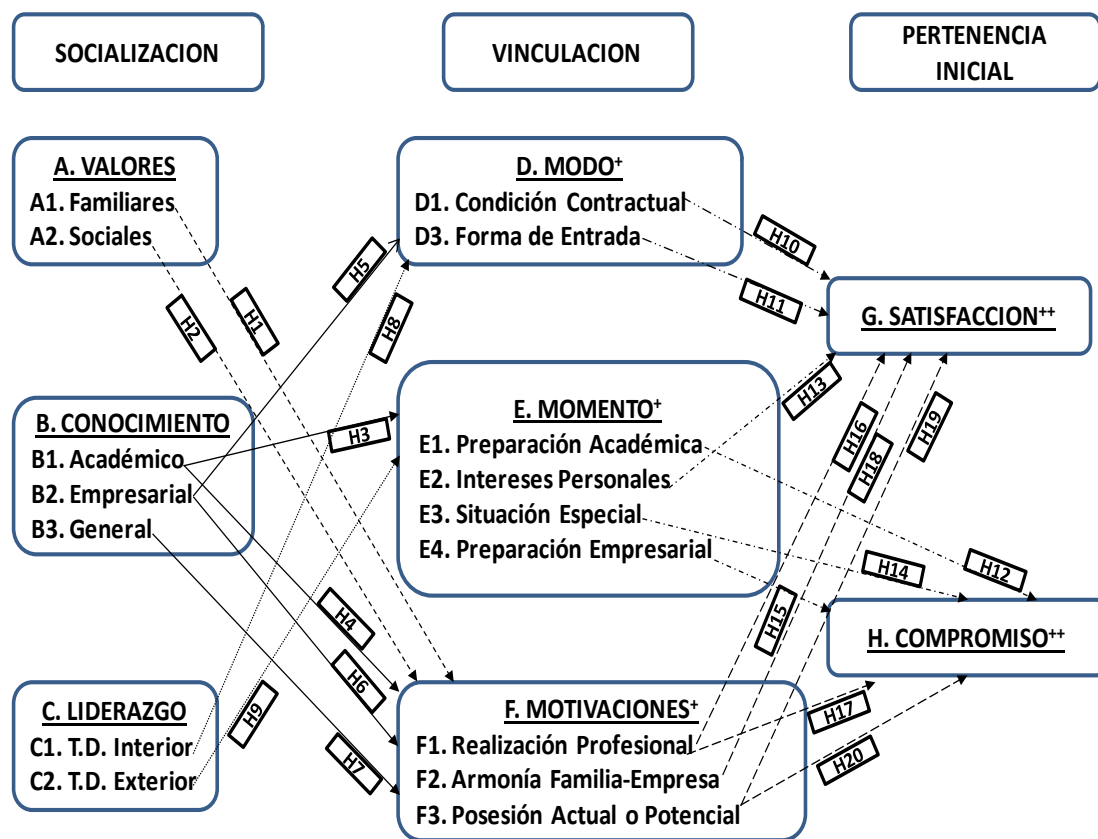 SOCIALIZACION
VINCULACION
PERTENENCIA
INICIAL
A. VALORES
A1. Familiares
A2. Sociales
D. MODO+
D1. Condición Contractual
D3. Forma de Entrada
H10
H11
H5
H8
H2
H1
G. SATISFACCION++
B. CONOCIMIENTO
B1. Académico
B2. Empresarial
B3. General
H3
E. MOMENTO+
E1. Preparación Académica
E2. Intereses Personales
E3. Situación Especial
E4. Preparación Empresarial
H13
H16
H18
H19
H14
H12
H15
H4
H6
H7
H9
H. COMPROMISO++
C. LIDERAZGO
C1. T.D. Interior
C2. T.D. Exterior
F. MOTIVACIONES+
F1. Realización Profesional
F2. Armonía Familia-Empresa
F3. Posesión Actual o Potencial
H17
H20